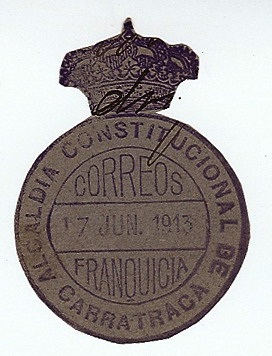 ALCALDIA CONSTITUCIONAL DE CARRATRACA
CORREOS
17 JUN. 1913
FRANQUICIA